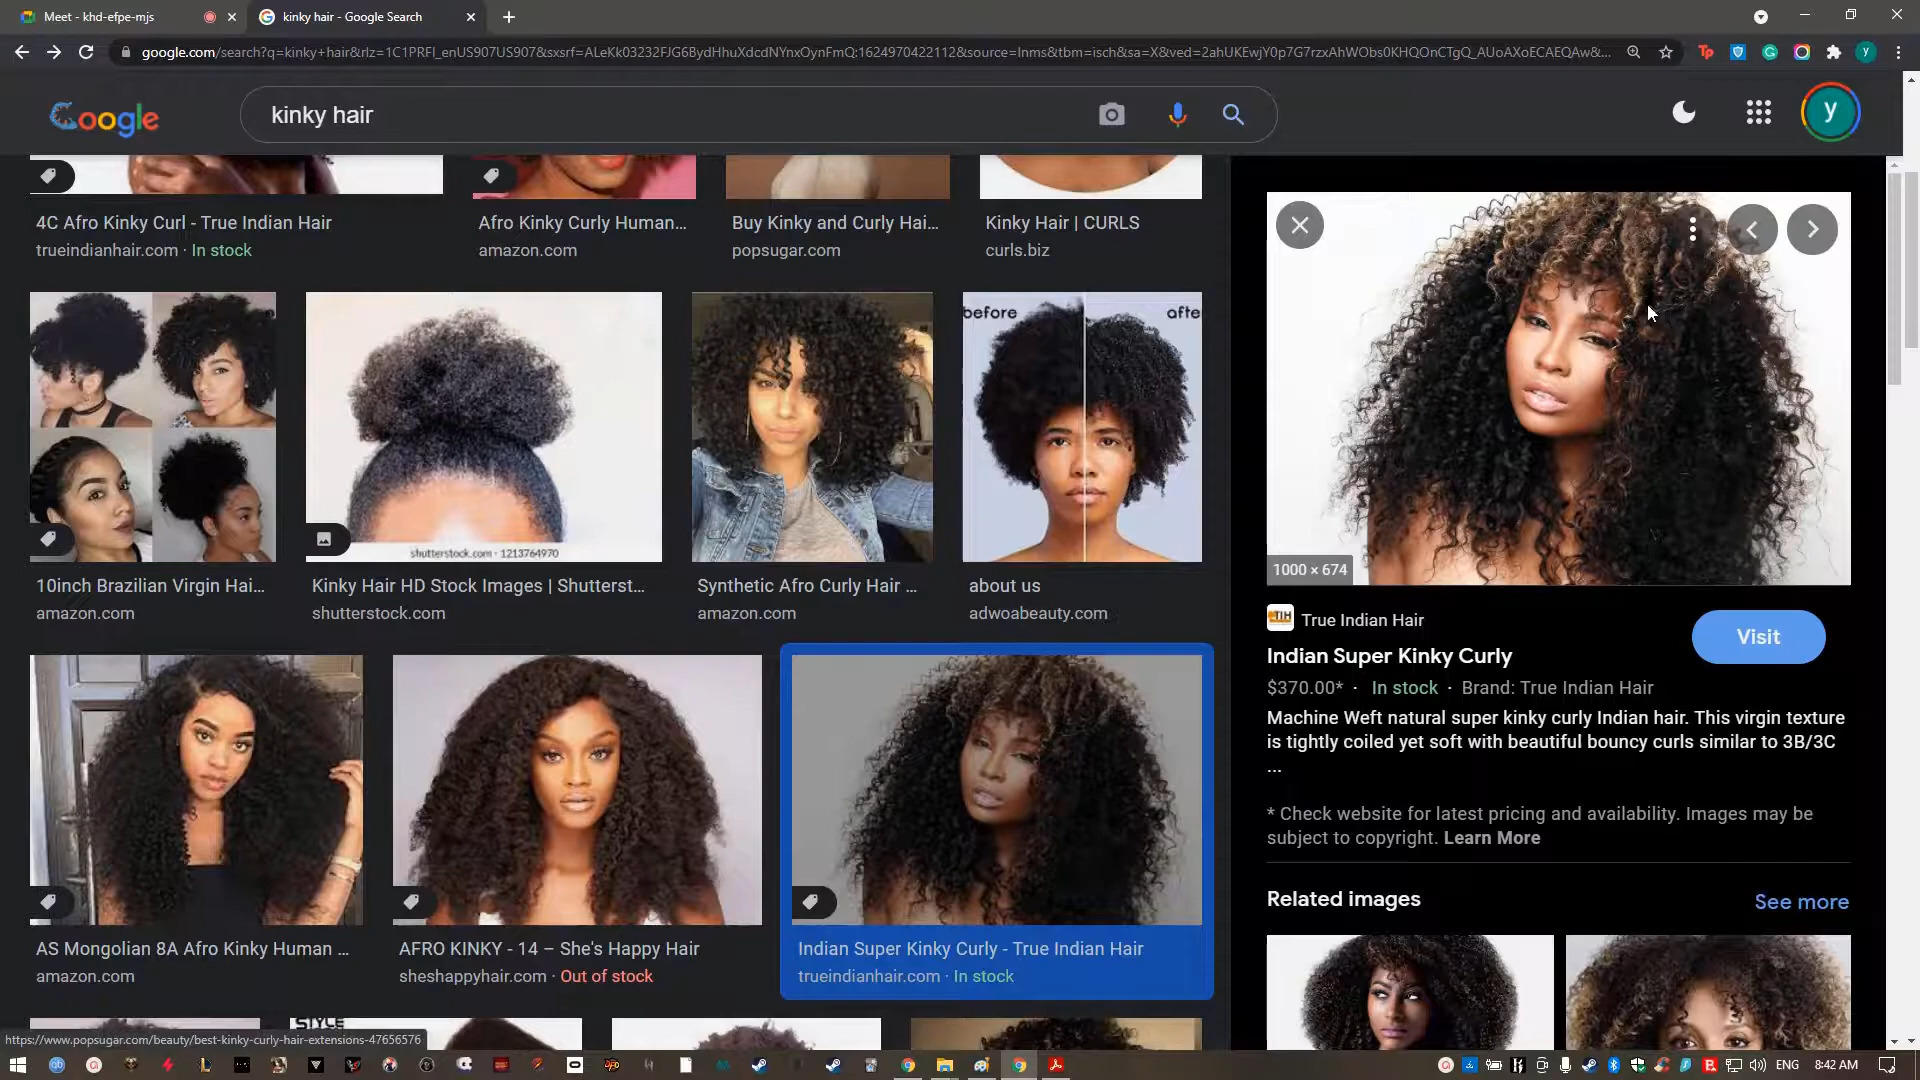 Meet - khd-efpe-mjs
kinky hair - Google Search
google.com/search?q=kinky+hair&rlz=1C1PRFI_enUS907US907&sxsrf=ALeKk03232FJG6BydHhuXdcdNYnxOynFmQ:1624970422112&source=lnms&tbm=isch&sa=X&ved=2ahUKEwjY0p7G7rzxAhWObs0KHQOnCTgQ_AUoAXoECAEQAw&...
Google
kinky hair
y
4C Afro Kinky Curl - True Indian Hair
trueindianhair.com · In stock
Afro Kinky Curly Human...
amazon.com
Buy Kinky and Curly Hai...
popsugar.com
Kinky Hair | CURLS
curls.biz
before
afte
shutterstock.com · 1213764970
10inch Brazilian Virgin Hai...
amazon.com
Kinky Hair HD Stock Images | Shutterst...
shutterstock.com
Synthetic Afro Curly Hair ...
amazon.com
about us
adwoabeauty.com
AS Mongolian 8A Afro Kinky Human ...
amazon.com
AFRO KINKY - 14 – She's Happy Hair
sheshappyhair.com · Out of stock
Indian Super Kinky Curly - True Indian Hair
trueindianhair.com · In stock
STYLE
1000 × 674
TIH
True Indian Hair
Indian Super Kinky Curly
Visit
$370.00* · In stock · Brand: True Indian Hair
Machine Weft natural super kinky curly Indian hair. This virgin texture
is tightly coiled yet soft with beautiful bouncy curls similar to 3B/3C
...
* Check website for latest pricing and availability. Images may be
subject to copyright. Learn More
Related images
See more
https://www.popsugar.com/beauty/best-kinky-curly-hair-extensions-47656576
ENG
8:42 AM